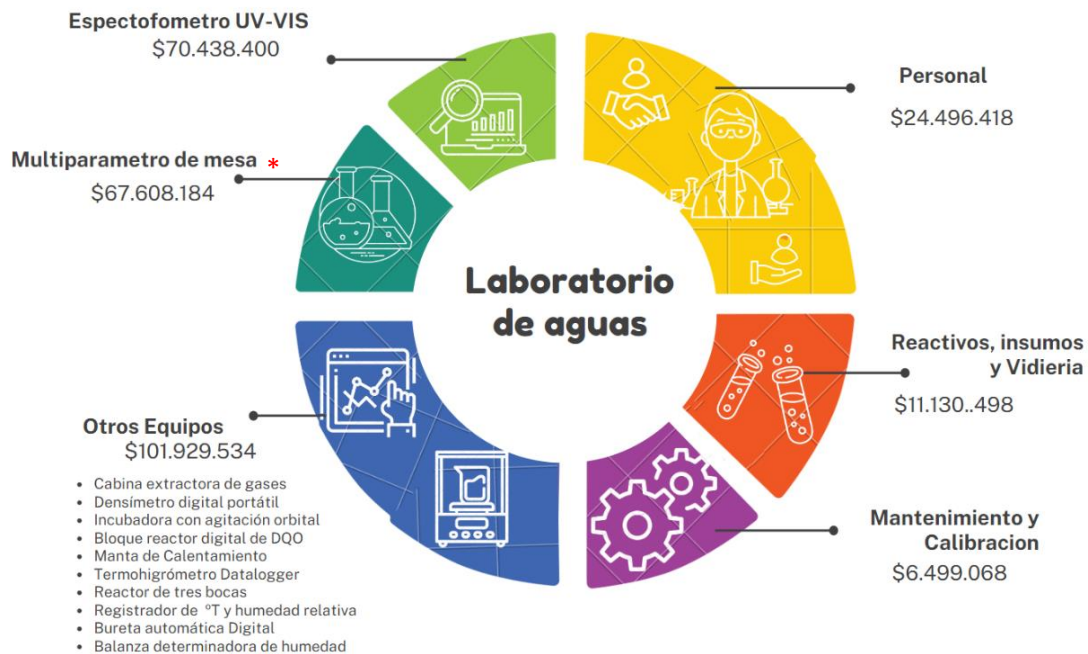 Espectofometro UV-VIS
$70.438.400
Multiparametro de mesa *
$67.608.184
Otros Equipos
$101.929.534
• Cabina extractora de gases
• Densímetro digital portátil
• Incubadora con agitación orbital
• Bloque reactor digital de DQO
• Manta de Calentamiento
• Termohigrómetro Datalogger
• Reactor de tres bocas
• Registrador de °T y humedad relativa
• Bureta automática Digital
• Balanza determinadora de humedad
Laboratorio
de aguas
Personal
$24.496.418
Reactivos, insumos
y Vidieria
$11.130..498
Mantenimiento y
Calibracion
$6.499.068